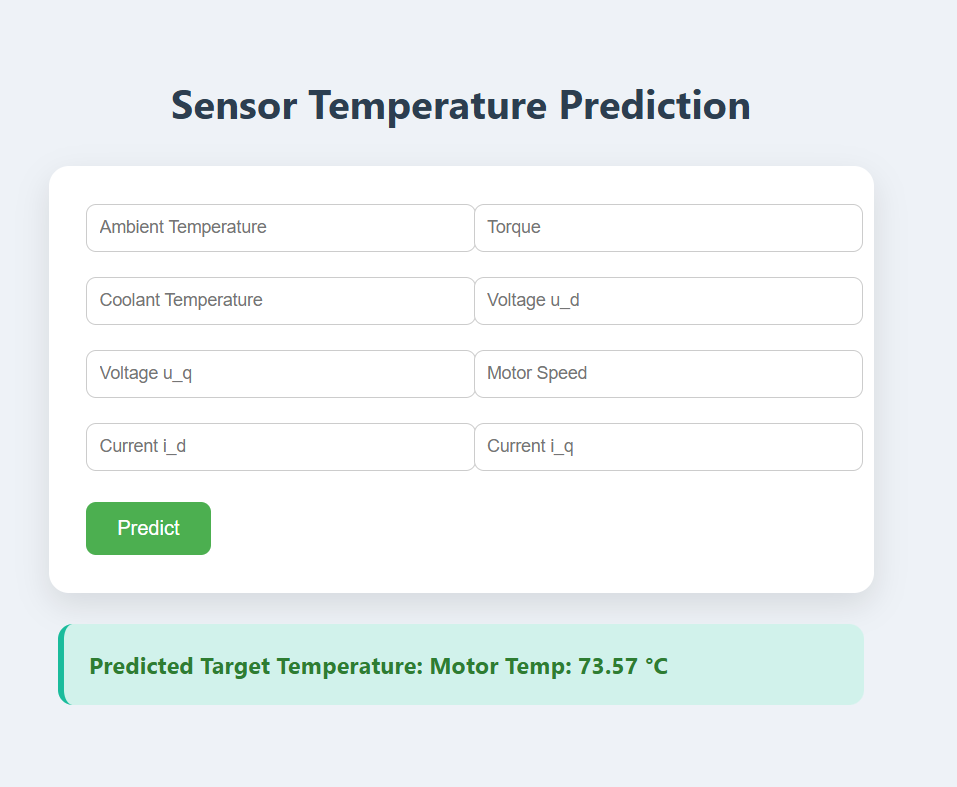 Sensor Temperature Prediction
Ambient Temperature Torque
Coolant Temperature Voltage u_d
Voltage u_q Motor Speed
Current i_d Current i_q
Predict
Predicted Target Temperature: Motor Temp: 73.57 °C